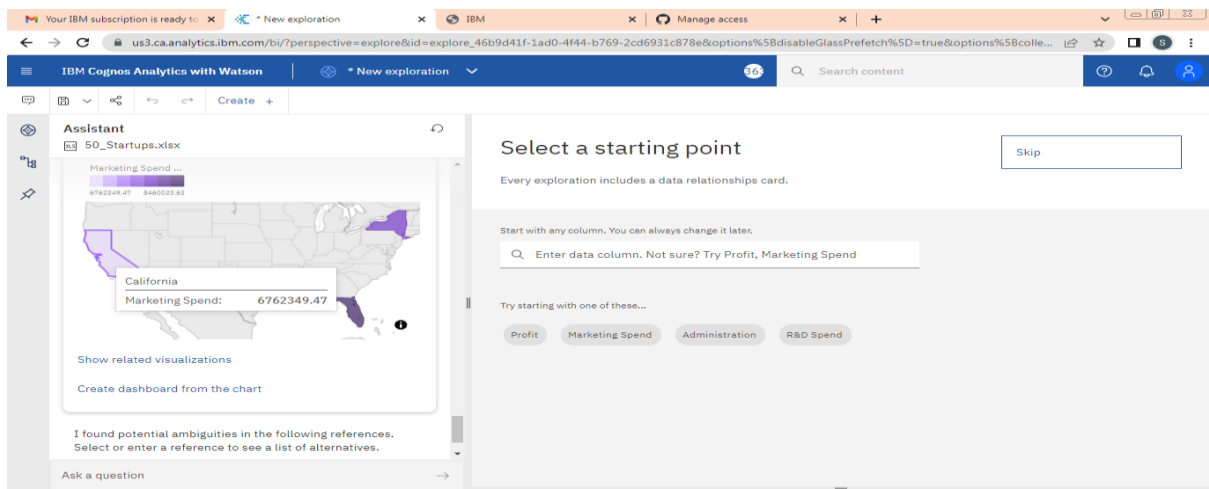 Your IBM subscription is ready to
* New exploration
IBM
Manage access
us3.ca.analytics.ibm.com/bi/?perspective=explore&id=explore_46b9d41f-1ad0-4f44-b769-2cd6931c878e&options%5BdisableGlassPrefetch%5D=true&options%5Bcolle...
S
IBM Cognos Analytics with Watson
* New exploration
Search content
Create +
Assistant
50_Startups.xlsx
Marketing Spend ...
California
Marketing Spend: 6762349.47
Show related visualizations
Create dashboard from the chart
I found potential ambiguities in the following references.
Select or enter a reference to see a list of alternatives.
Ask a question
Select a starting point
Skip
Every exploration includes a data relationships card.
Start with any column. You can always change it later.
Enter data column. Not sure? Try Profit, Marketing Spend
Try starting with one of these...
Profit
Marketing Spend
Administration
R&D Spend